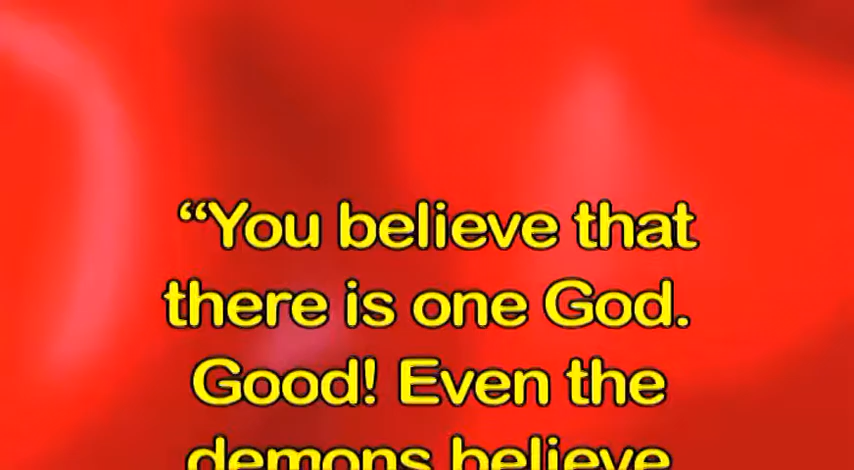 “You believe that
there is one God.
Good! Even the
demons believe